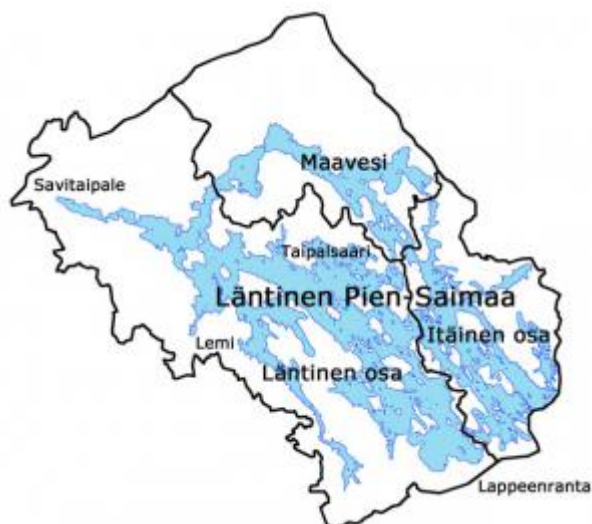 Maavesi
Savitaipale
Taipalsaari
Läntinen Pien-Saimaa
Itäinen osa
Lemi
Läntinen osa
Lappeenranta